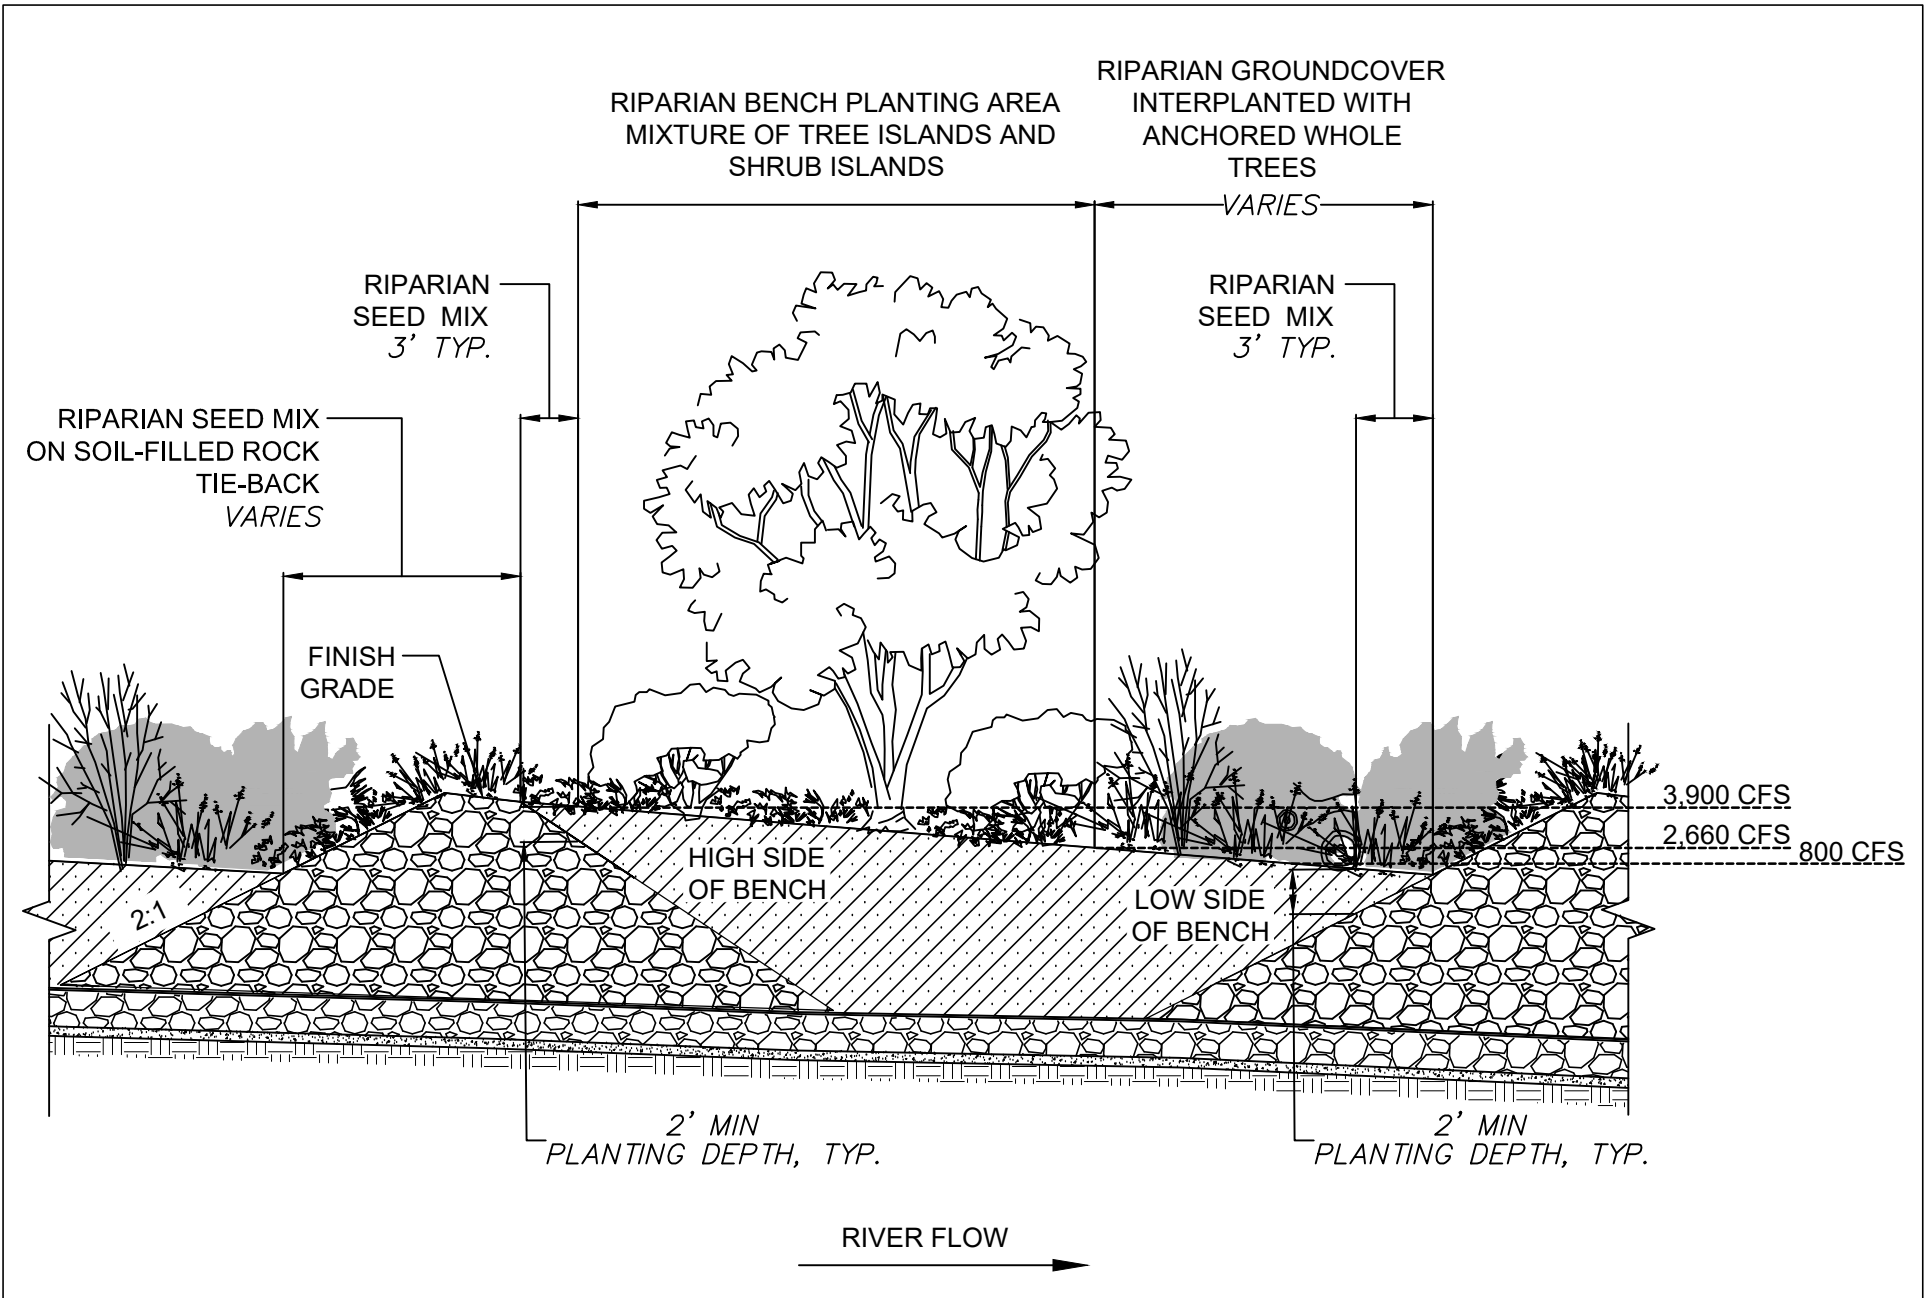 RIPARIAN BENCH PLANTING AREA
MIXTURE OF TREE ISLANDS AND
SHRUB ISLANDS
RIPARIAN GROUNDCOVER
INTERPLANTED WITH
ANCHORED WHOLE
TREES
VARIES
RIPARIAN
SEED MIX
3' TYP.
RIPARIAN
SEED MIX
3' TYP.
RIPARIAN SEED MIX
ON SOIL-FILLED ROCK
TIE-BACK
VARIES
FINISH
GRADE
3,900 CFS
2,660 CFS
800 CFS
HIGH SIDE
OF BENCH
LOW SIDE
OF BENCH
2:1
2' MIN
PLANTING DEPTH, TYP.
2' MIN
PLANTING DEPTH, TYP.
RIVER FLOW